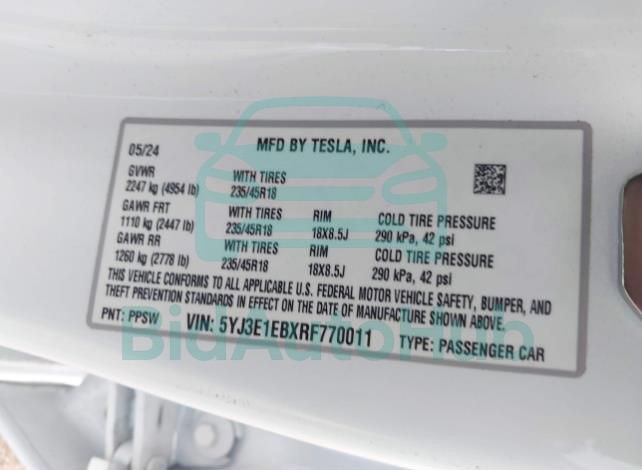 05/24 MFD BY TESLA, INC.
GVWR WITH TIRES
2247 kg (4954 lb) 235/45R18
GAWR FRT WITH TIRES RIM COLD TIRE PRESSURE
1110 kg (2447 lb) 235/45R18 18X8.5J 290 kPa, 42 psi
GAWR RR WITH TIRES RIM COLD TIRE PRESSURE
1260 kg (2778 lb) 235/45R18 18X8.5J 290 kPa, 42 psi
THIS VEHICLE CONFORMS TO ALL APPLICABLE U.S. FEDERAL MOTOR VEHICLE SAFETY, BUMPER, AND
THEFT PREVENTION STANDARDS IN EFFECT ON THE DATE OF MANUFACTURE SHOWN ABOVE.
PNT: PPSW VIN: 5YJ3E1EBXRF770011 TYPE: PASSENGER CAR
BidAutoHub